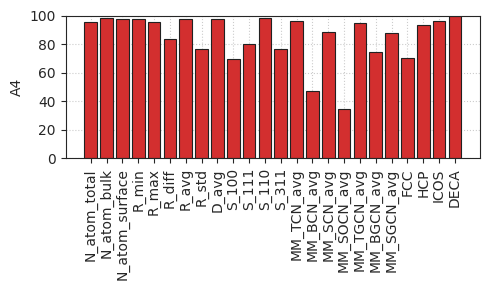 100
80
60
40
20
0
A4
N_atom_total
N_atom_bulk
N_atom_surface
R_min
R_max
R_diff
R_avg
R_std
D_avg
S_100
S_111
S_110
S_311
MM_TCN_avg
MM_BCN_avg
MM_SCN_avg
MM_SOCN_avg
MM_TGCN_avg
MM_BGCN_avg
MM_SGCN_avg
FCC
HCP
ICOS
DECA